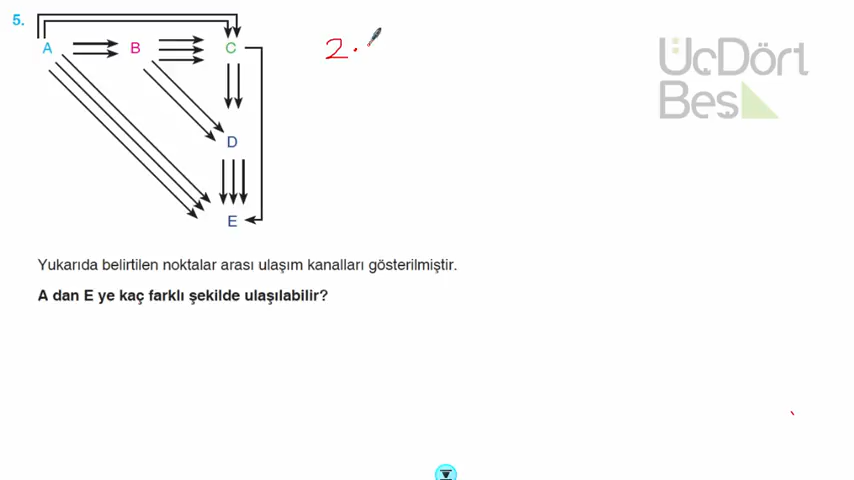 5.
A B C
2.
ÜçDört
Beş
D
E
Yukarıda belirtilen noktalar arası ulaşım kanalları gösterilmiştir.
A dan E ye kaç farklı şekilde ulaşılabilir?